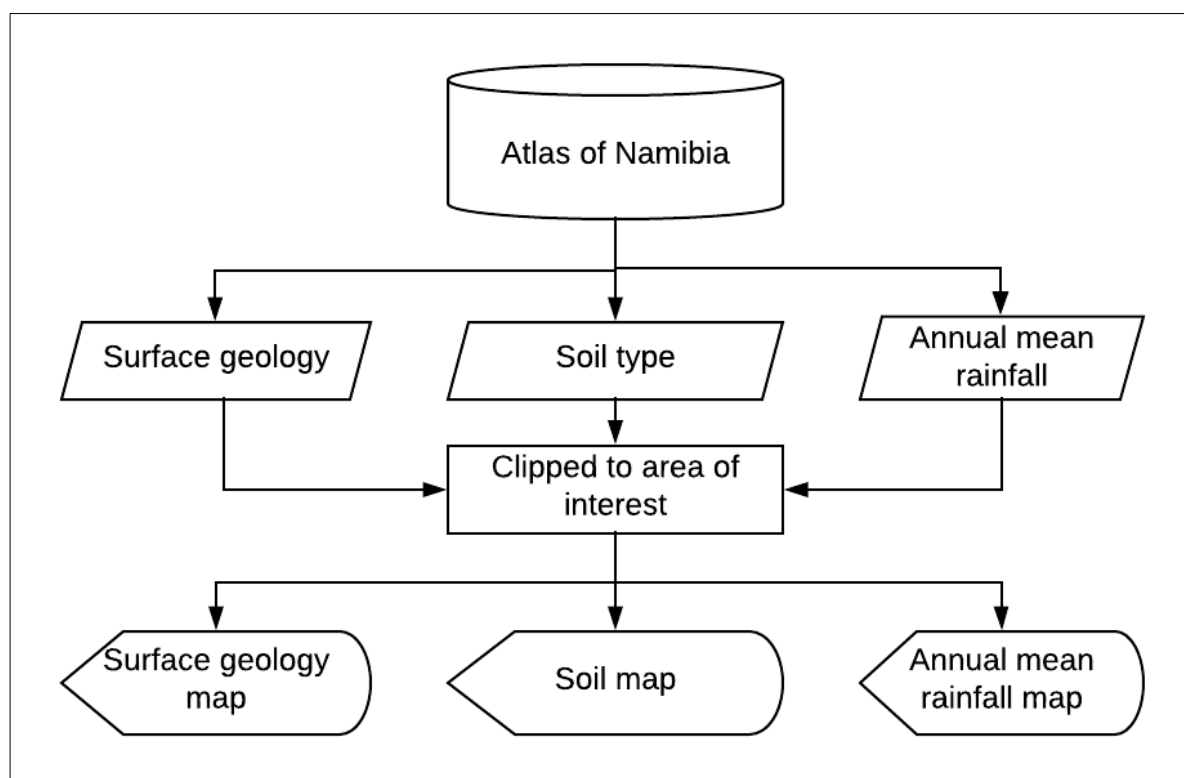 Atlas of Namibia
Surface geology
Soil type
Annual mean
rainfall
Clipped to area of
interest
Surface geology
map
Soil map
Annual mean
rainfall map